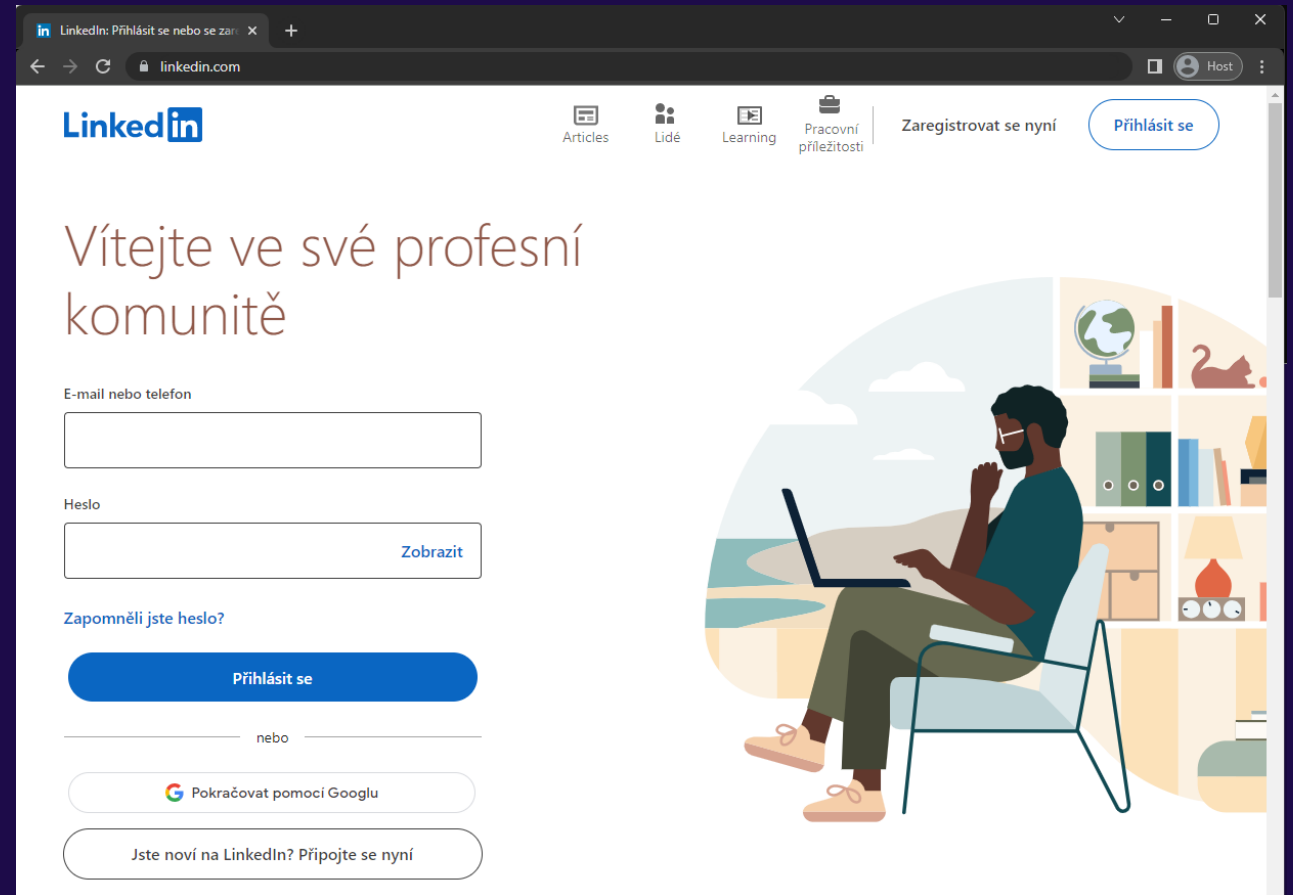 LinkedIn: Přihlásit se nebo se zar
linkedin.com
Host
Linked in
Articles
Lidé
Learning
Pracovní
příležitosti
Zaregistrovat se nyní
Přihlásit se
Vítejte ve své profesní
komunitě
E-mail nebo telefon
Heslo
Zobrazit
Zapomněli jste heslo?
Přihlásit se
nebo
Pokračovat pomocí Googlu
Jste noví na LinkedIn? Připojte se nyní